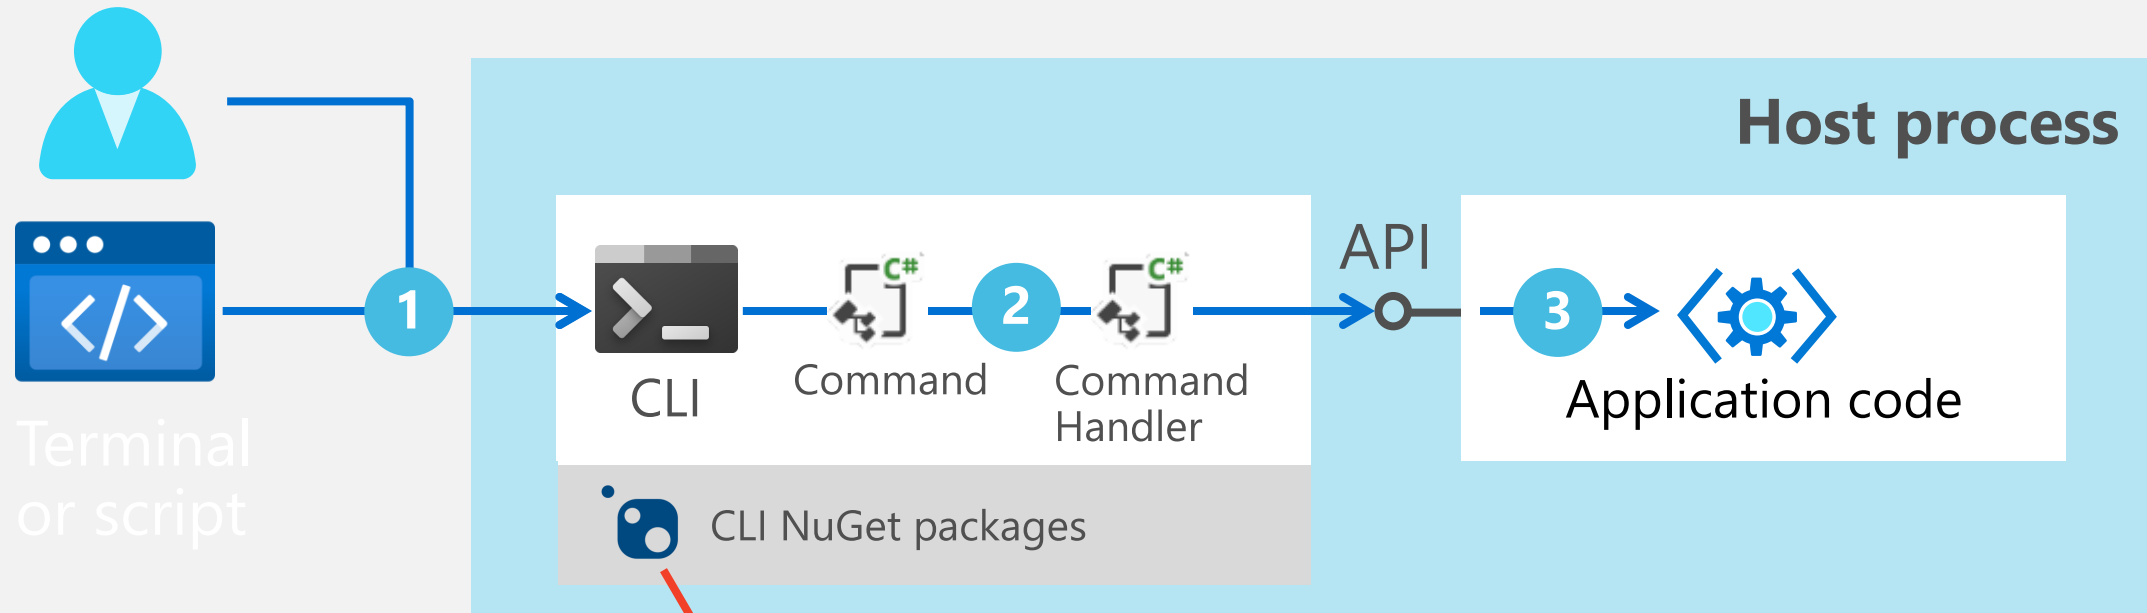 Host process
1
2
3
API
C#
C#
CLI
Command
Command
Handler
Application code
Terminal
or script
CLI NuGet packages